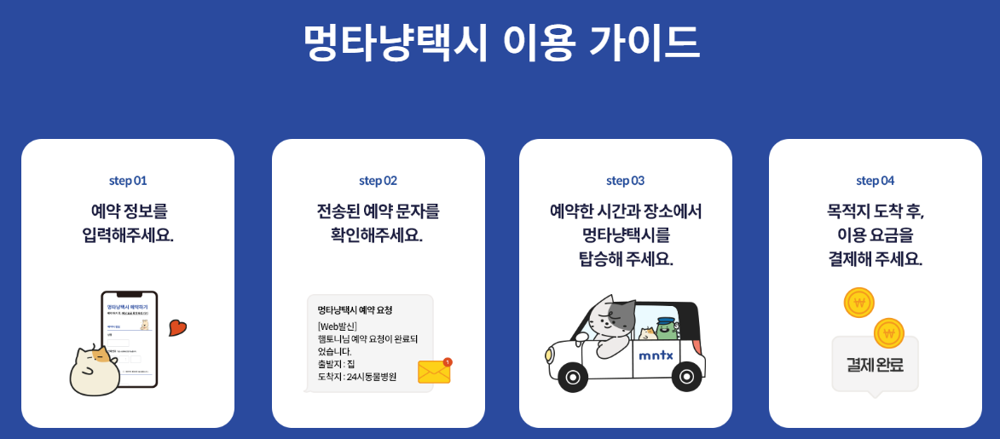 멍타냥택시 이용 가이드
step 01
예약 정보를
입력해주세요.
멍타냥택시 예약하기
step 02
전송된 예약 문자를
확인해주세요.
멍타냥택시 예약 요청
[Web발신]
햄토니님 예약 요청이 완료되
었습니다.
출발지 : 집
도착지 : 24시동물병원
1
step 03
예약한 시간과 장소에서
멍타냥택시를
탑승해 주세요.
mntx
step 04
목적지 도착 후,
이용 요금을
결제해 주세요.
₩
₩
결제 완료